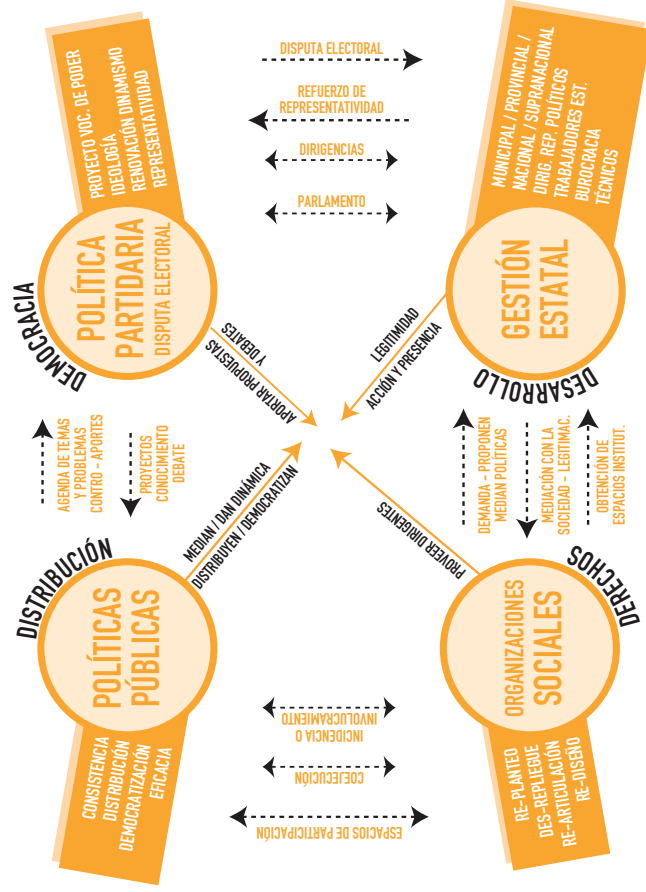 CONSISTENCIA
DISTRIBUCIÓN
DEMOCRATIZACIÓN
EFICACIA
DISTRIBUCIÓN
POLÍTICAS
PÚBLICAS
AGENDA DE TEMAS
Y PROBLEMAS
CONTRO – APORTES
PROYECTOS
CONOCIMIENTO
DEBATE
DEMOCRACIA
POLÍTICA
PARTIDARIA
DISPUTA ELECTORAL
PROYECTO VOC. DE PODER
IDEOLOGÍA
RENOVACIÓN DINAMISMO
REPRESENTATIVIDAD
MEDIAN / DAN DINÁMICA
DISTRIBUYEN / DEMOCRATIZAN
APORTAR PROPUESTAS
Y DEBATES
ESPACIOS DE PARTICIPACIÓN
COEJECUCIÓN
INCIDENCIA O
INVOLUCRAMIENTO
DISPUTA ELECTORAL
REFUERZO DE
REPRESENTATIVIDAD
DIRIGENCIAS
PARLAMENTO
PROVEER DIRIGENTES
LEGITIMIDAD
ACCIÓN Y PRESENCIA
RE-PLANTEO
DES-REPLIEGUE
RE-ARTICULACIÓN
RE-DISEÑO
ORGANIZACIONES
SOCIALES
DERECHOS
DEMANDA – PROPONEN
MEDIAN POLÍTICAS
MEDIACIÓN CON LA
SOCIEDAD – LEGITIMAC.
OBTENCIÓN DE
ESPACIOS INSTITUT.
GESTIÓN
ESTATAL
DESARROLLO
MUNICIPAL / PROVINCIAL /
NACIONAL / SUPRANACIONAL
DIRIG. REP. POLÍTICOS
TRABAJADORES EST.
BUROCRACIA
TÉCNICOS